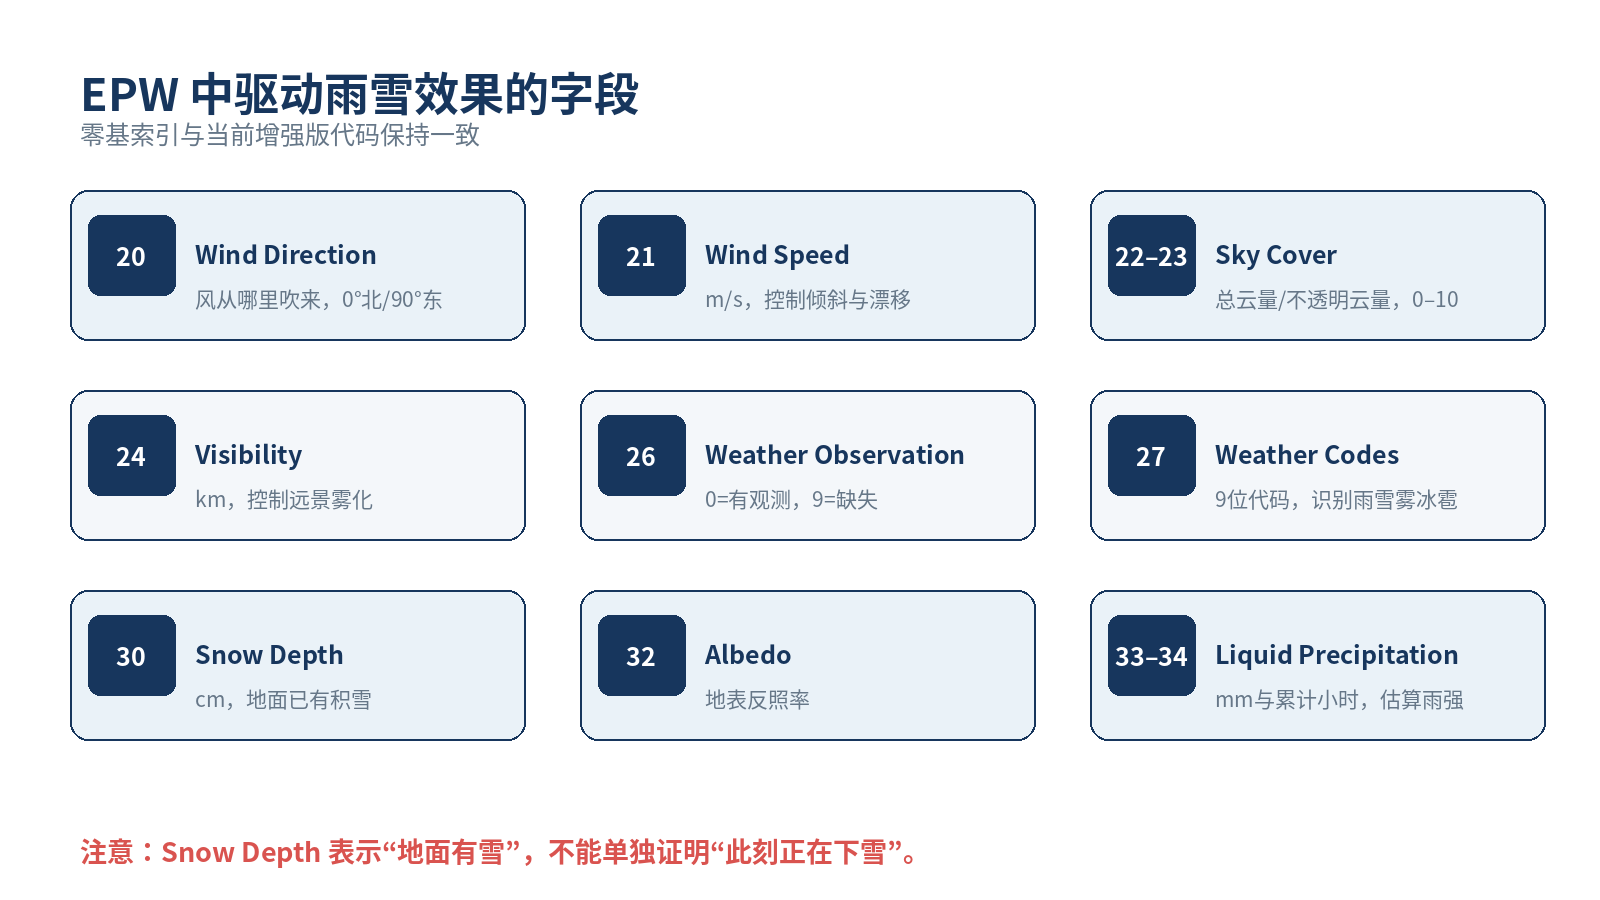 EPW 中驱动雨雪效果的字段
零基索引与当前增强版代码保持一致
20
Wind Direction
风从哪里吹来，0°北/90°东
21
Wind Speed
m/s，控制倾斜与漂移
22–23
Sky Cover
总云量/不透明云量，0–10
24
Visibility
km，控制远景雾化
26
Weather Observation
0=有观测，9=缺失
27
Weather Codes
9位代码，识别雨雪雾冰雹
30
Snow Depth
cm，地面已有积雪
32
Albedo
地表反照率
33–34
Liquid Precipitation
mm与累计小时，估算雨强
注意：Snow Depth 表示“地面有雪”，不能单独证明“此刻正在下雪”。